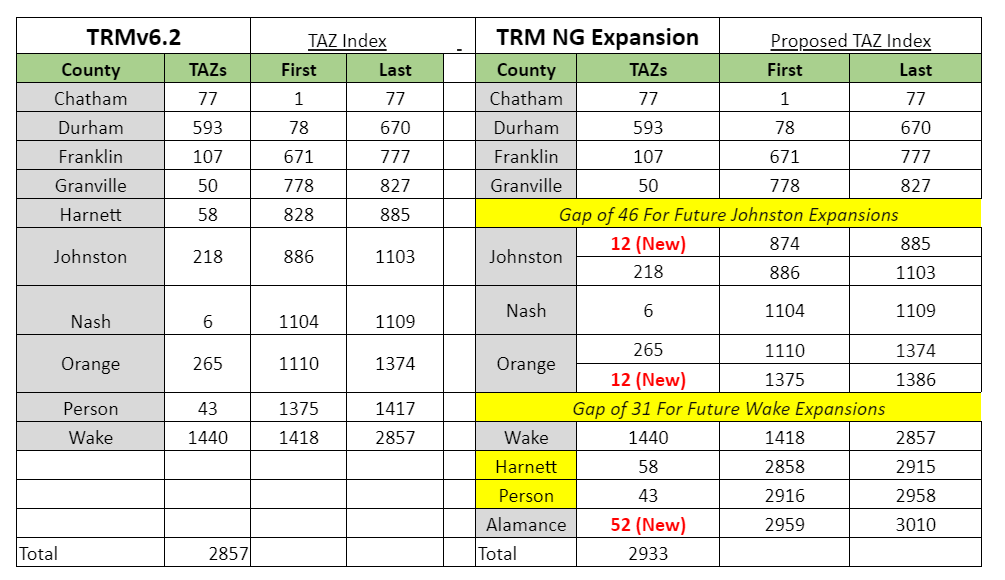 TRMv6.2 TAZ Index - TRM NG Expansion Proposed TAZ Index
County TAZs First Last County TAZs First Last
Chatham 77 1 77 Chatham 77 1 77
Durham 593 78 670 Durham 593 78 670
Franklin 107 671 777 Franklin 107 671 777
Granville 50 778 827 Granville 50 778 827
Harnett 58 828 885 Gap of 46 For Future Johnston Expansions
Johnston 218 886 1103 Johnston 12 (New) 874 885
218 886 1103
Nash 6 1104 1109 Nash 6 1104 1109
Orange 265 1110 1374 Orange 265 1110 1374
12 (New) 1375 1386
Person 43 1375 1417 Gap of 31 For Future Wake Expansions
Wake 1440 1418 2857 Wake 1440 1418 2857
Harnett 58 2858 2915
Person 43 2916 2958
Alamance 52 (New) 2959 3010
Total 2857 Total 2933